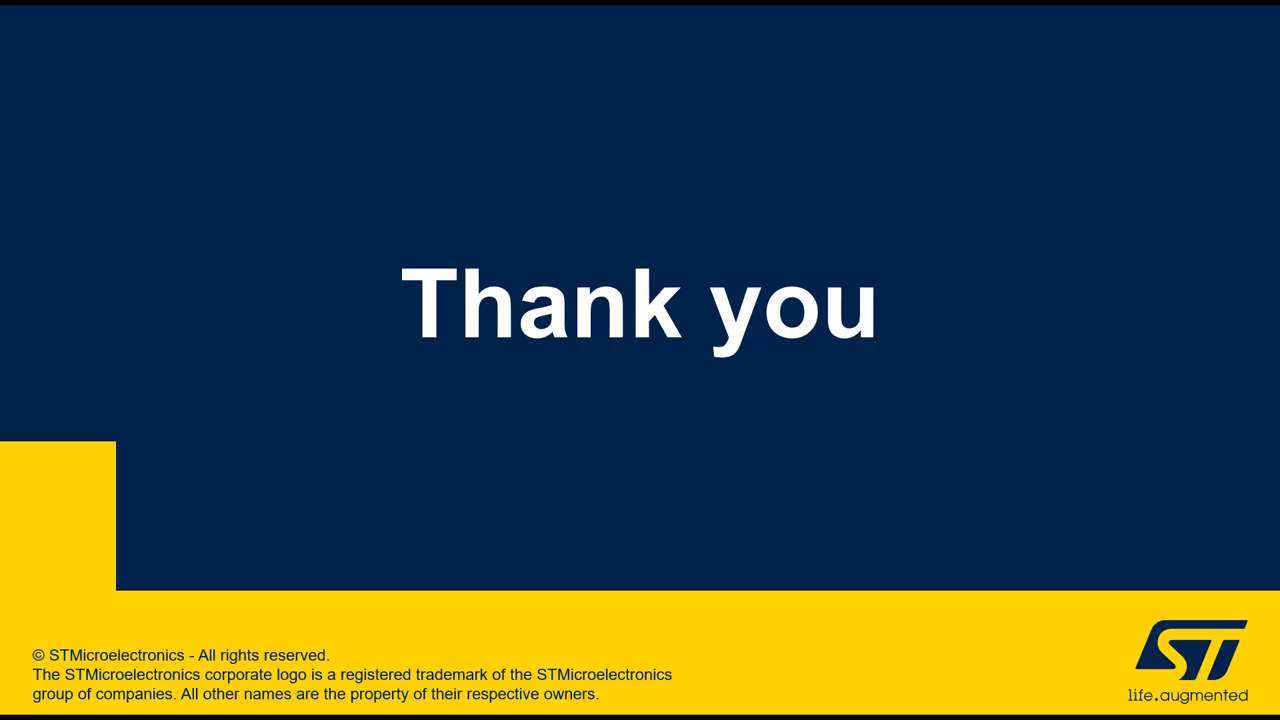 Thank you
© STMicroelectronics - All rights reserved.
The STMicroelectronics corporate logo is a registered trademark of the STMicroelectronics
group of companies. All other names are the property of their respective owners.
ST
life.augmented